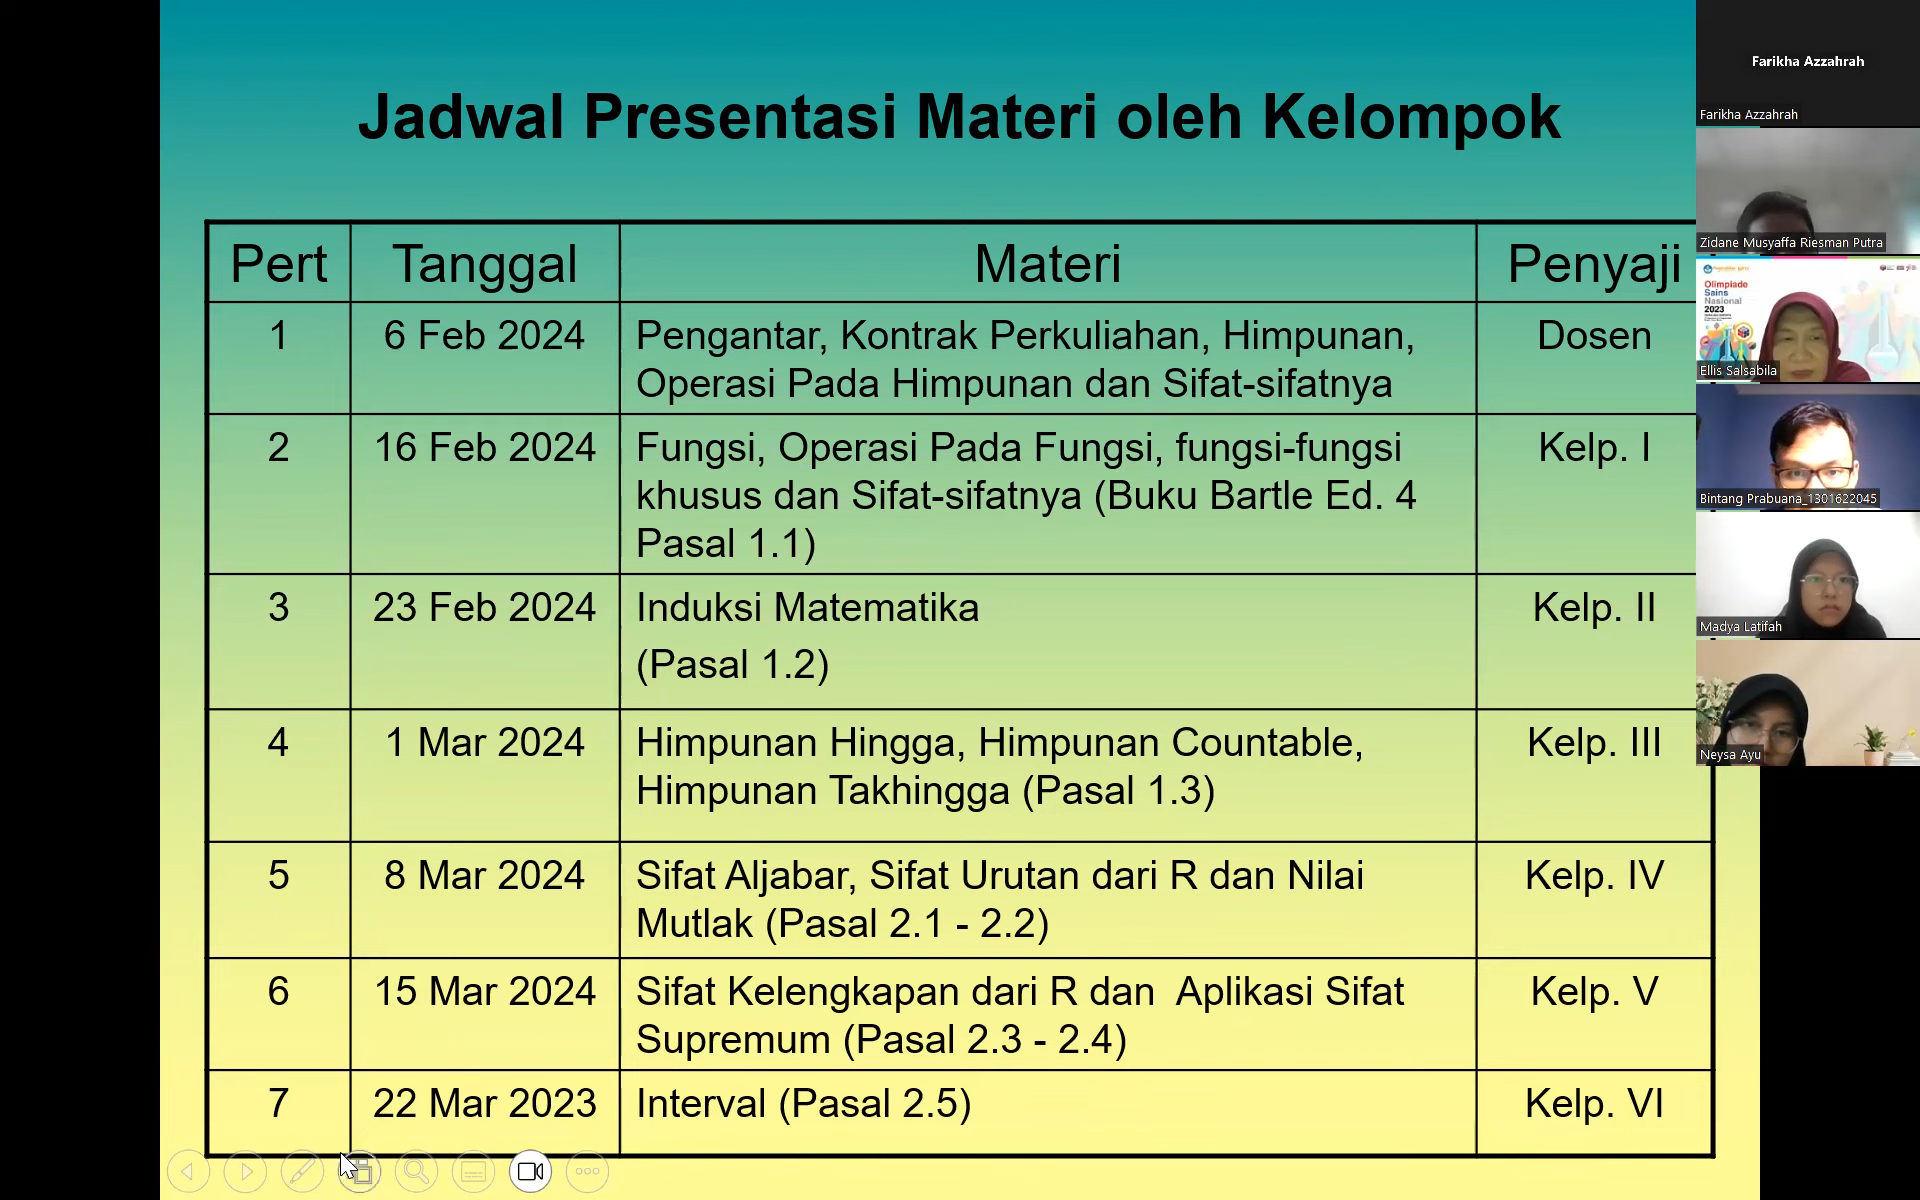 Jadwal Presentasi Materi oleh Kelompok
Pert Tanggal Materi Penyaji
1 6 Feb 2024 Pengantar, Kontrak Perkuliahan, Himpunan, Dosen
Operasi Pada Himpunan dan Sifat-sifatnya
2 16 Feb 2024 Fungsi, Operasi Pada Fungsi, fungsi-fungsi Kelp. I
khusus dan Sifat-sifatnya (Buku Bartle Ed. 4
Pasal 1.1)
3 23 Feb 2024 Induksi Matematika Kelp. II
(Pasal 1.2)
4 1 Mar 2024 Himpunan Hingga, Himpunan Countable, Kelp. III
Himpunan Takhingga (Pasal 1.3)
5 8 Mar 2024 Sifat Aljabar, Sifat Urutan dari R dan Nilai Kelp. IV
Mutlak (Pasal 2.1 - 2.2)
6 15 Mar 2024 Sifat Kelengkapan dari R dan Aplikasi Sifat Kelp. V
Supremum (Pasal 2.3 - 2.4)
7 22 Mar 2023 Interval (Pasal 2.5) Kelp. VI
Farikha Azzahrah
Farikha Azzahrah
Zidane Musyaffa Riesman Putra
Olimpiade
Sains
Nasional
2023
Ellis Salsabila
Bintang Prabuana_1301622045
Madya Latifah
Neysa Ayu